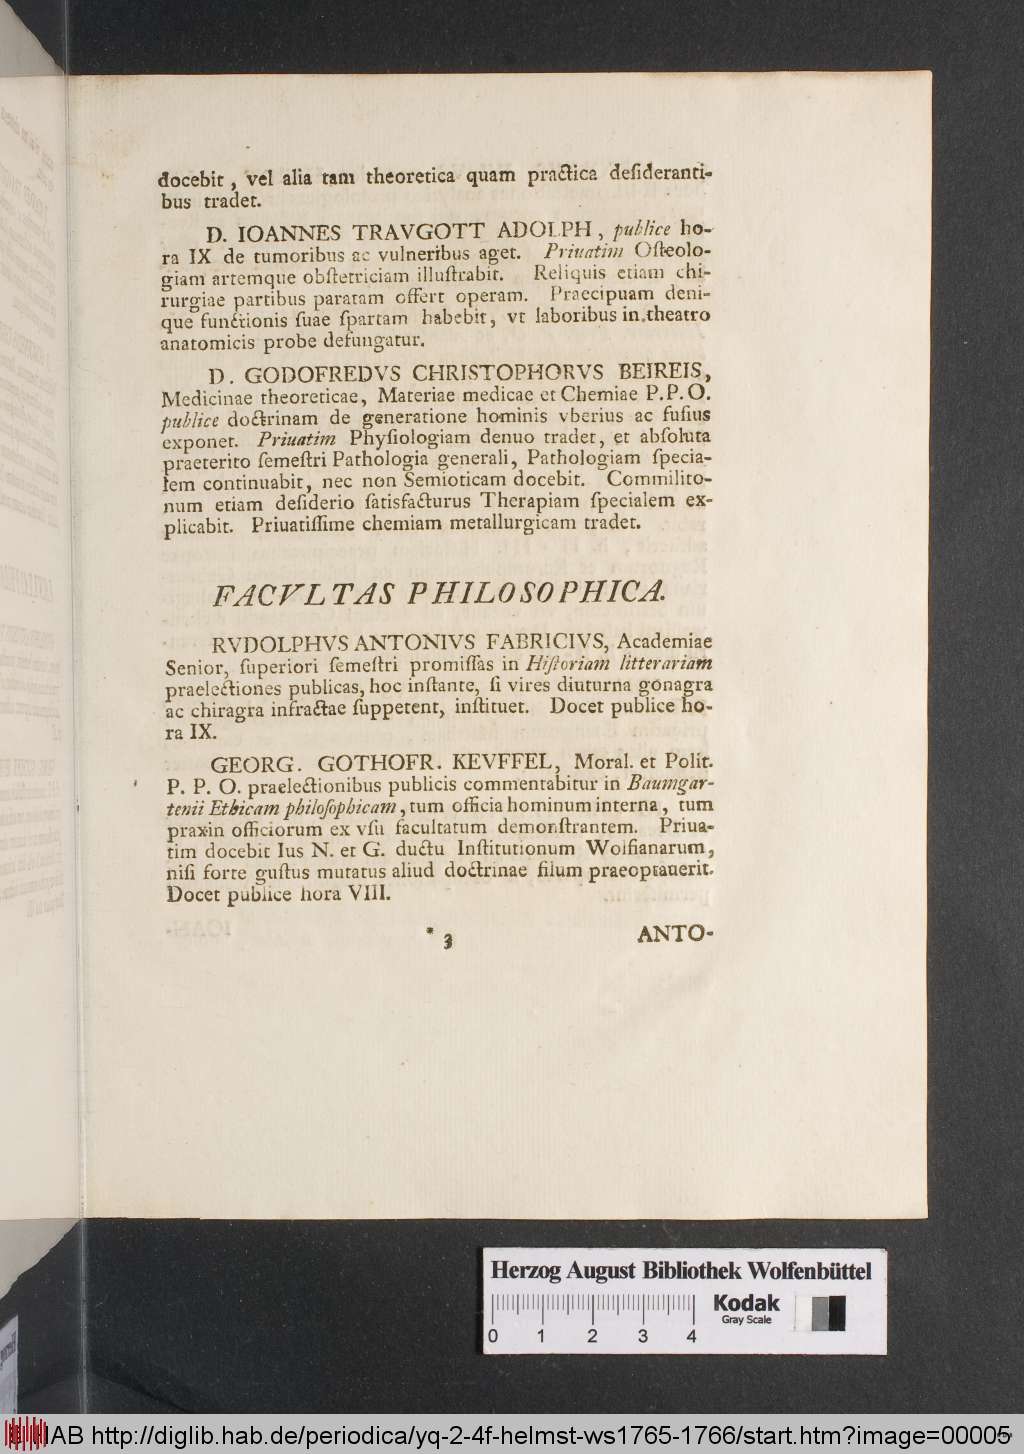 docebit, vel alia tam theoretica quam practica deſideranti-
bus tradet.
D. IOANNES TRAVGOTT ADOLPH, publice ho-
ra IX de tumoribus ac vulneribus aget. Priuatim Oſteolo-
giam artemque obſtetriciam illuſtrabit. Reliquis etiam chi-
rurgiae partibus paratam offert operam. Praecipuam deni-
que functionis ſuae ſpartam habebit, vt laboribus in theatro
anatomicis probe defungatur.
D. GODOFREDVS CHRISTOPHORVS BEIREIS,
Medicinae theoreticae, Materiae medicae et Chemiae P. P. O.
publice doctrinam de generatione hominis vberius ac fuſius
exponet. Priuatim Phyſiologiam denuo tradet, et abſoluta
praeterito ſemeſtri Pathologia generali, Pathologiam ſpecia-
lem continuabit, nec non Semioticam docebit. Commilito-
num etiam deſiderio ſatisfacturus Therapiam ſpecialem ex-
plicabit. Priuatiſſime chemiam metallurgicam tradet.
FACVLTAS PHILOSOPHICA.
RVDOLPHVS ANTONIVS FABRICIVS, Academiae
Senior, ſuperiori ſemeſtri promiſſas in Hiſtoriam litterariam
praelectiones publicas, hoc inſtante, ſi vires diuturna gonagra
ac chiragra infractae ſuppetent, inſtituet. Docet publice ho-
ra IX.
GEORG. GOTHOFR. KEVFFEL, Moral. et Polit.
P. P. O. praelectionibus publicis commentabitur in Baumgar-
tenii Ethicam philoſophicam, tum officia hominum interna, tum
praxin officiorum ex vſu facultatum demonſtrantem. Priua-
tim docebit Ius N. et G. ductu Inſtitutionum Wolfianarum,
niſi forte guſtus mutatus aliud doctrinae filum praeoptauerit.
Docet publice hora VIII.
* 3 ANTO-
Herzog August Bibliothek Wolfenbüttel
Kodak
Gray Scale
0 1 2 3 4
HAB http://diglib.hab.de/periodica/yq-2-4f-helmst-ws1765-1766/start.htm?image=00005